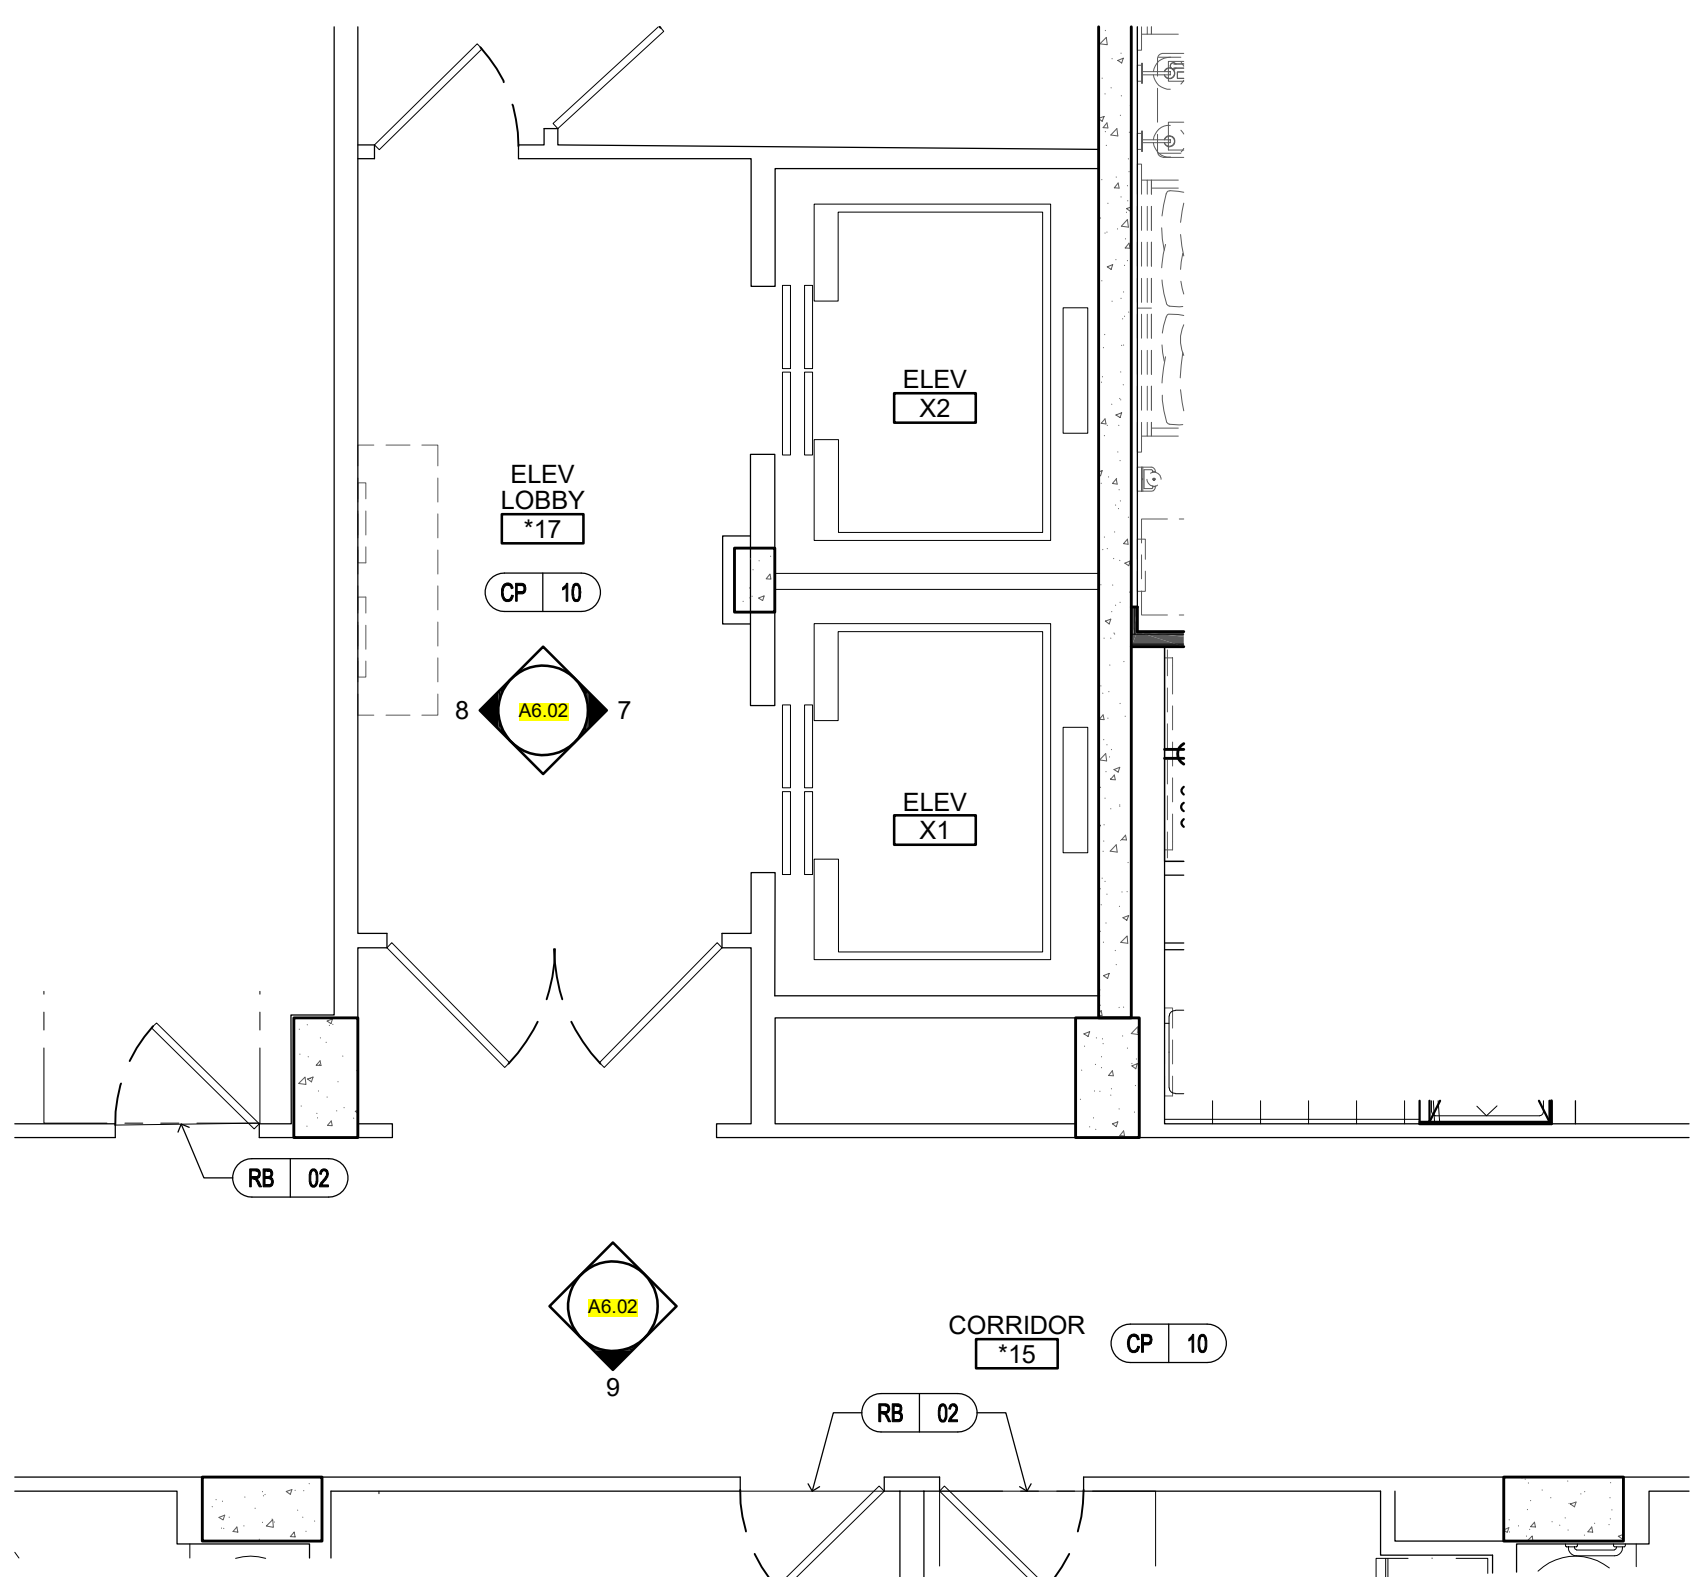 ELEV
X2
ELEV
LOBBY
*17
CP 10
8 A6.02 7
ELEV
X1
RB 02
A6.02
9
CORRIDOR
*15
CP 10
RB 02